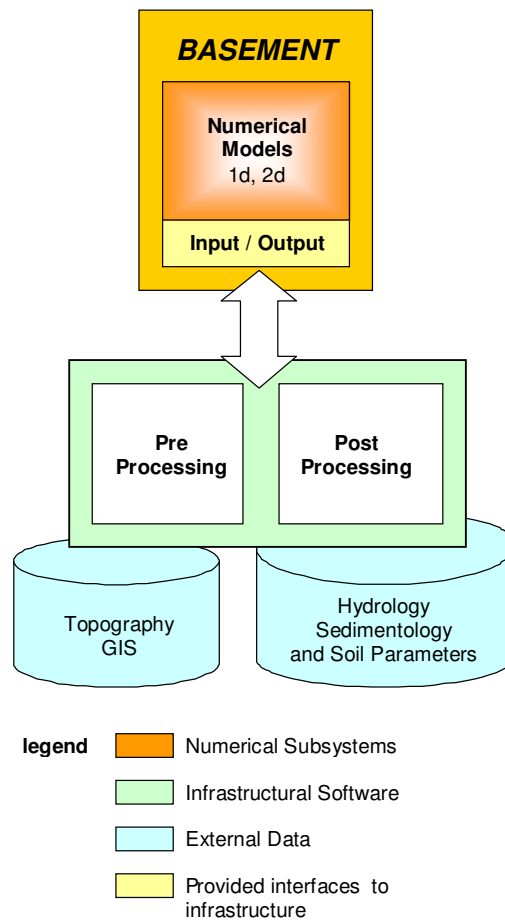 BASEMENT
Numerical
Models
1d, 2d
Input / Output
Pre
Processing
Post
Processing
Topography
GIS
Hydrology
Sedimentology
and Soil Parameters
legend
Numerical Subsystems
Infrastructural Software
External Data
Provided interfaces to
infrastructure